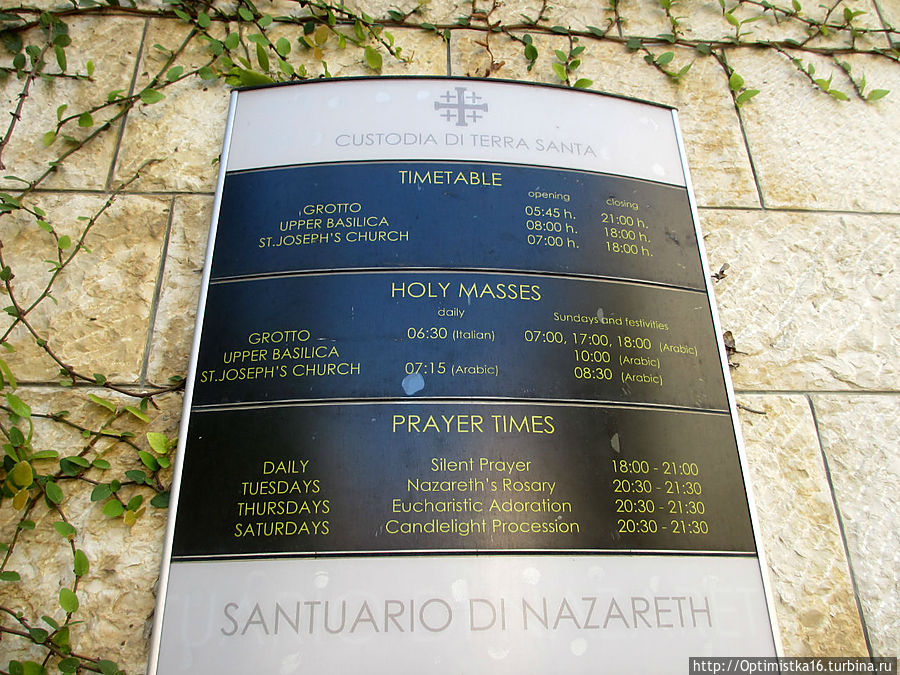 CUSTODIA DI TERRA SANTA
TIMETABLE
opening closing
GROTTO 05:45 h. 21:00 h.
UPPER BASILICA 08:00 h. 18:00 h.
ST.JOSEPH'S CHURCH 07:00 h. 18:00 h.
HOLY MASSES
daily Sundays and festivities
GROTTO 06:30 (Italian) 07:00, 17:00, 18:00 (Arabic)
UPPER BASILICA 10:00 (Arabic)
ST.JOSEPH'S CHURCH 07:15 (Arabic) 08:30 (Arabic)
PRAYER TIMES
DAILY Silent Prayer 18:00 - 21:00
TUESDAYS Nazareth's Rosary 20:30 - 21:30
THURSDAYS Eucharistic Adoration 20:30 - 21:30
SATURDAYS Candlelight Procession 20:30 - 21:30
SANTUARIO DI NAZARETH
http://Optimistka16.turbina.ru